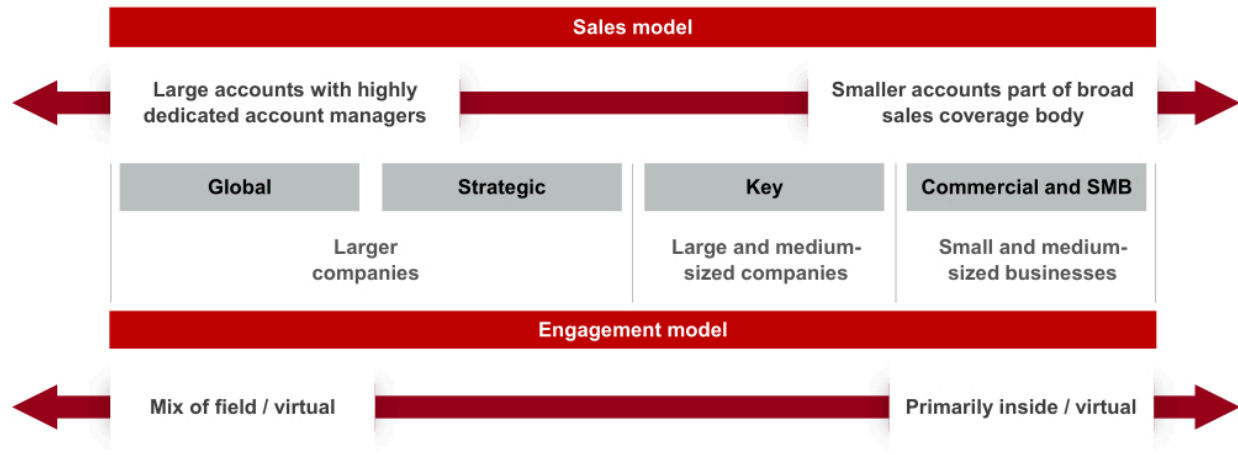 Sales model
Large accounts with highly
dedicated account managers
Smaller accounts part of broad
sales coverage body
Global
Strategic
Key
Commercial and SMB
Larger
companies
Large and medium-
sized companies
Small and medium-
sized businesses
Engagement model
Mix of field / virtual
Primarily inside / virtual